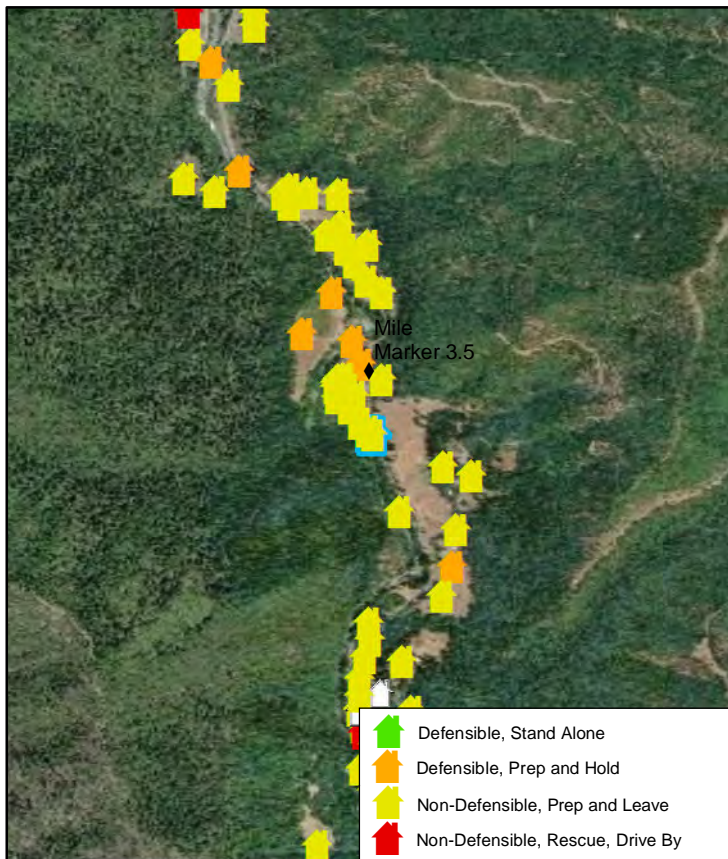 Mile
Marker 3.5
Defensible, Stand Alone
Defensible, Prep and Hold
Non-Defensible, Prep and Leave
Non-Defensible, Rescue, Drive By